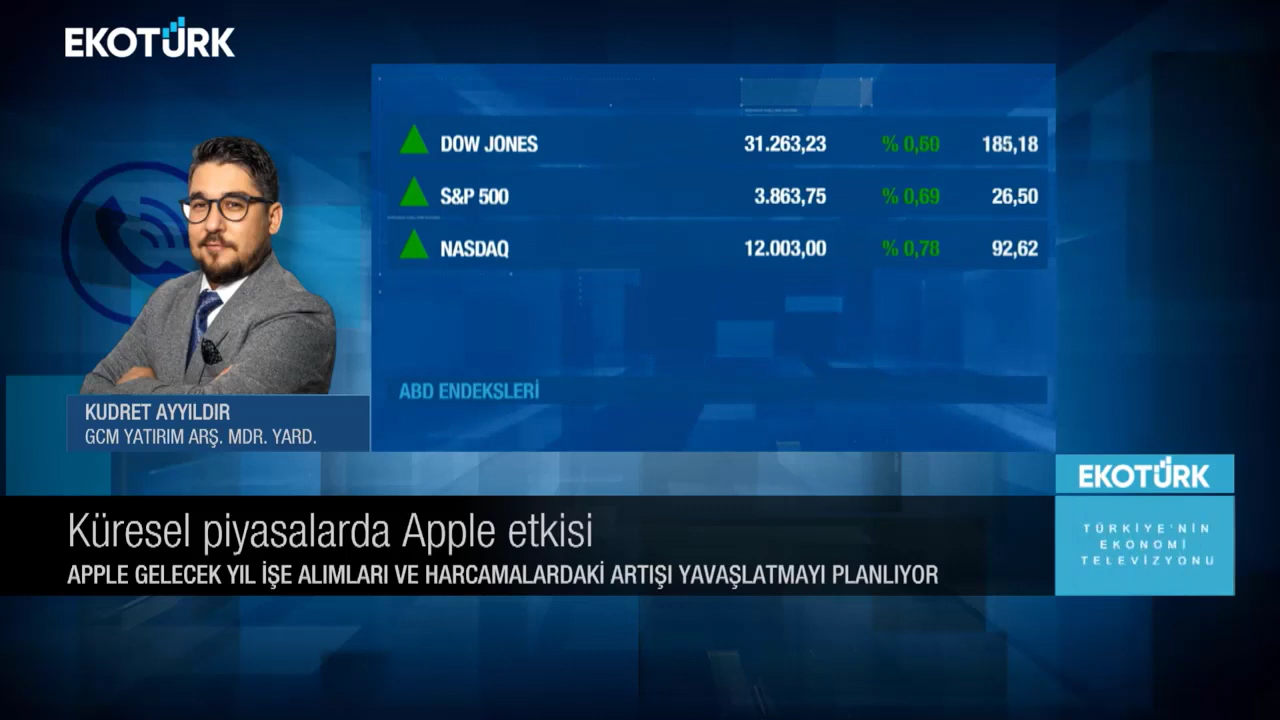 EKOTÜRK
DOW JONES 31.263,23 % 0,60 185,18
S&P 500 3.863,75 % 0,69 26,50
NASDAQ 12.003,00 % 0,78 92,62
ABD ENDEKSLERİ
KUDRET AYYILDIR
GCM YATIRIM ARŞ. MDR. YARD.
EKOTÜRK
TÜRKİYE'NİN
EKONOMİ
TELEVİZYONU
Küresel piyasalarda Apple etkisi
APPLE GELECEK YIL İŞE ALIMLARI VE HARCAMALARDAKİ ARTIŞI YAVAŞLATMAYI PLANLIYOR